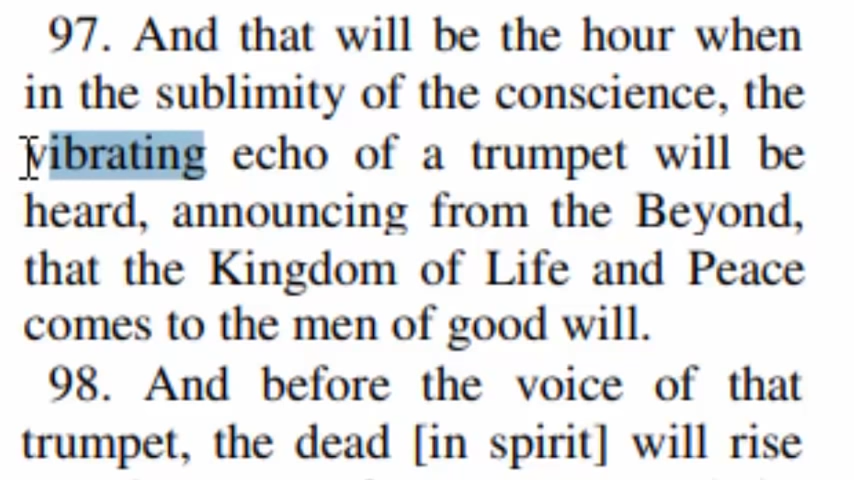 97. And that will be the hour when
in the sublimity of the conscience, the
vibrating echo of a trumpet will be
heard, announcing from the Beyond,
that the Kingdom of Life and Peace
comes to the men of good will.
98. And before the voice of that
trumpet, the dead [in spirit] will rise